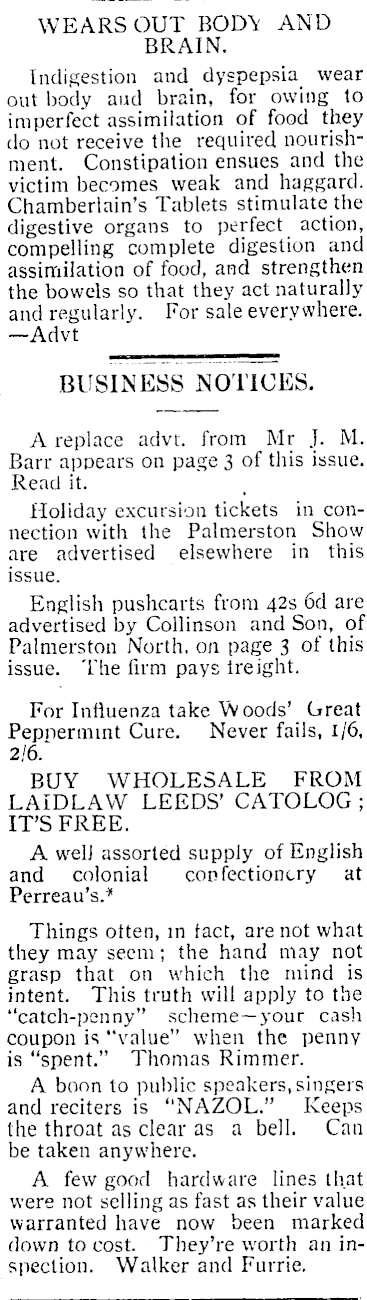 WEARS OUT BODY AND
BRAIN.
Indigestion and dyspepsia wear
out body and brain, for owing to
imperfect assimilation of food they
do not receive the required nourish-
ment. Constipation ensues and the
victim becomes weak and haggard.
Chamberlain's Tablets stimulate the
digestive organs to perfect action,
compelling complete digestion and
assimilation of food, and strengthen
the bowels so that they act naturally
and regularly. For sale everywhere.
—Advt
BUSINESS NOTICES.
A replace advt. from Mr J. M.
Barr appears on page 3 of this issue.
Read it.
Holiday excursion tickets in con-
nection with the Palmerston Show
are advertised elsewhere in this
issue.
English pushcarts from 42s 6d are
advertised by Collinson and Son, of
Palmerston North, on page 3 of this
issue. The firm pays freight.
For Influenza take Woods' Great
Peppermint Cure. Never fails, 1/6,
2/6.
BUY WHOLESALE FROM
LAIDLAW LEEDS' CATOLOG;
IT'S FREE.
A well assorted supply of English
and colonial confectionery at
Perreau's.*
Things often, in fact, are not what
they may seem; the hand may not
grasp that on which the mind is
intent. This truth will apply to the
"catch-penny" scheme—your cash
coupon is "value" when the penny
is "spent." Thomas Rimmer.
A boon to public speakers, singers
and reciters is "NAZOL." Keeps
the throat as clear as a bell. Can
be taken anywhere.
A few good hardware lines that
were not selling as fast as their value
warranted have now been marked
down to cost. They're worth an in-
spection. Walker and Furrie.